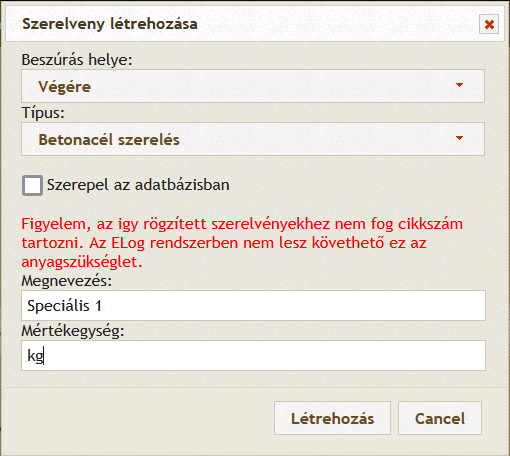 Szerelveny létrehozása
Beszúrás helye:
Végére
Típus:
Betonacél szerelés
Szerepel az adatbázisban
Figyelem, az igy rögzített szerelvényekhez nem fog cikkszám
tartozni. Az ELog rendszerben nem lesz követhető ez az
anyagszükséglet.
Megnevezés:
Speciális 1
Mértékegység:
kg
Létrehozás Cancel